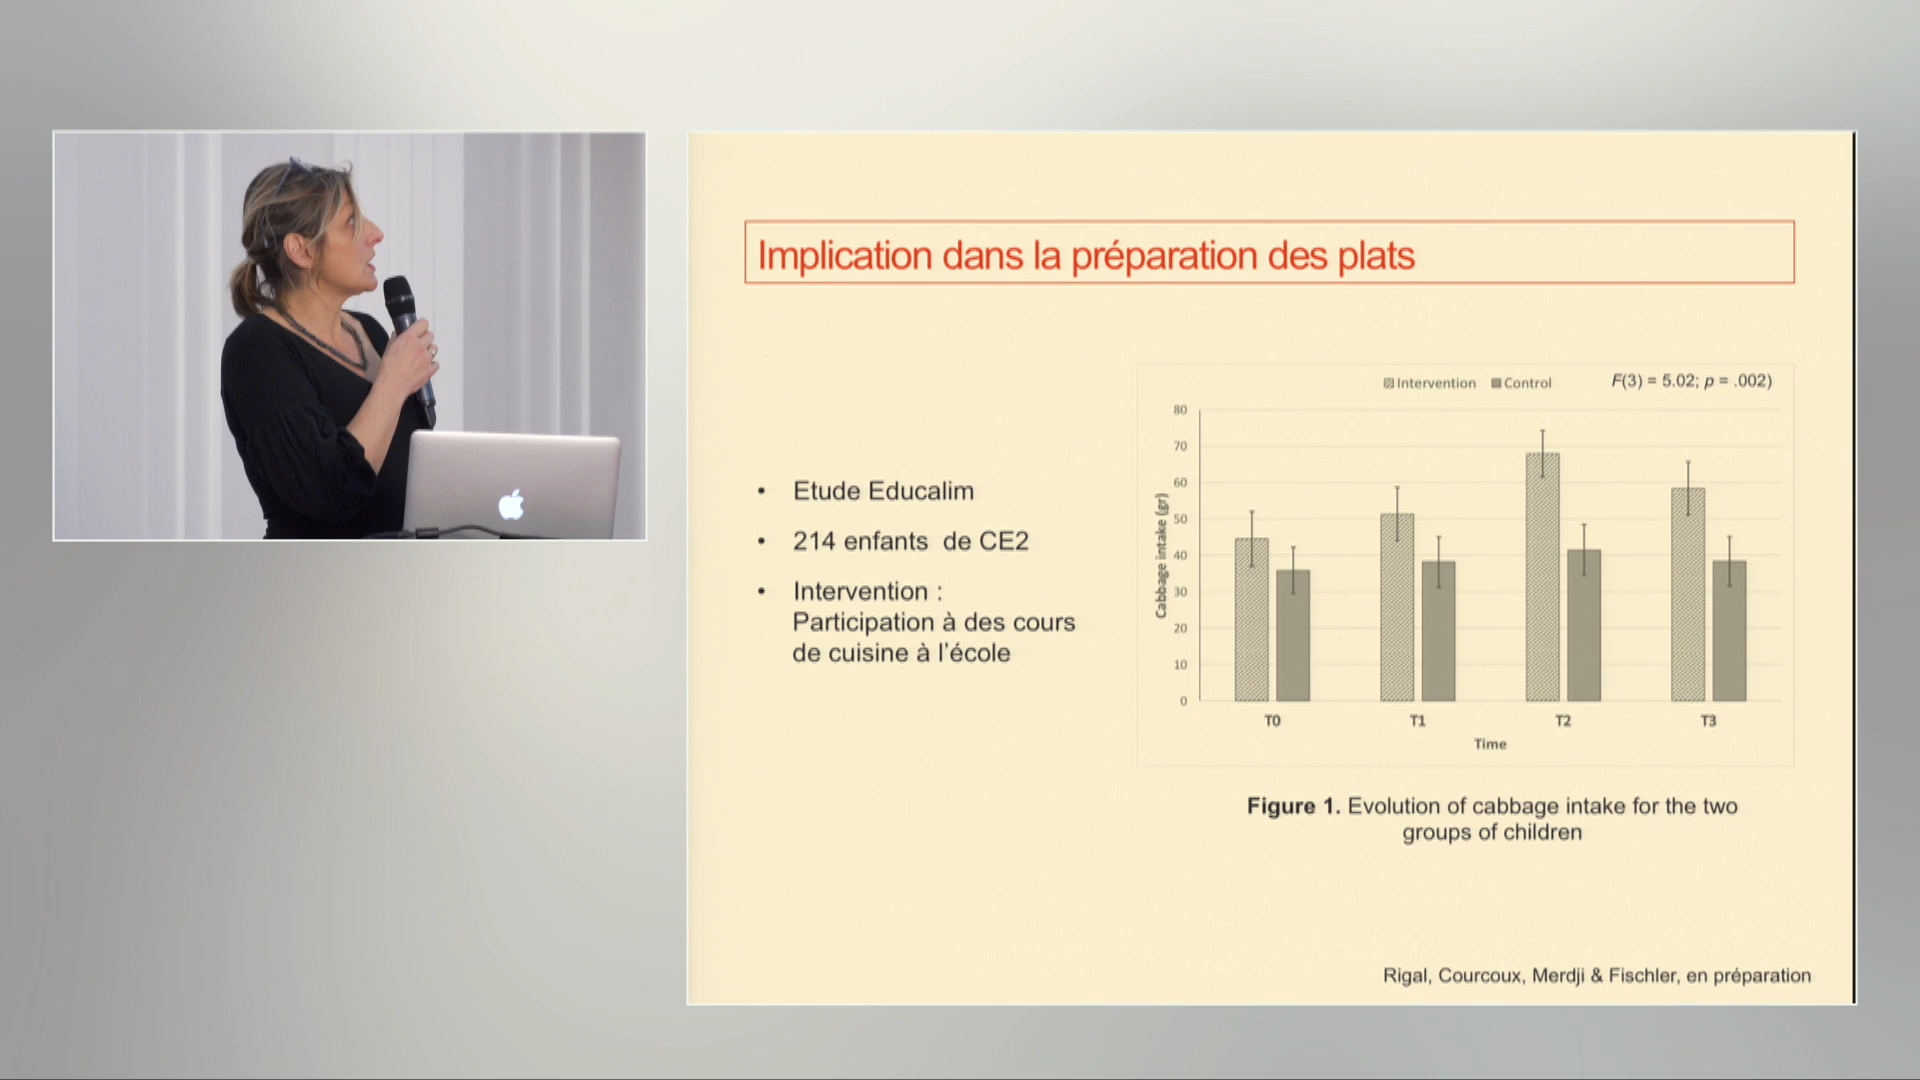 Implication dans la préparation des plats
• Etude Educalim
• 214 enfants de CE2
• Intervention :
Participation à des cours
de cuisine à l'école
Intervention Control F(3) = 5.02; p = .002)
Cabbage intake (gr)
80
70
60
50
40
30
20
10
0
T0 T1 T2 T3
Time
Figure 1. Evolution of cabbage intake for the two
groups of children
Rigal, Courcoux, Merdji & Fischler, en préparation